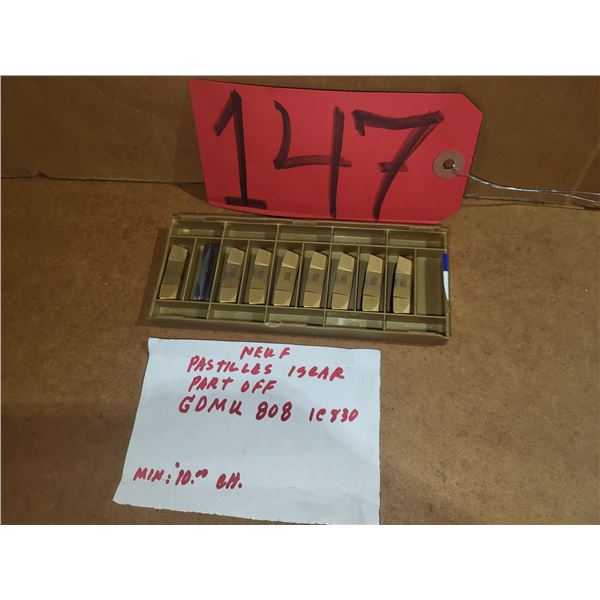 147
NEUF
PASTILLES ISCAR
PART OFF
GDMU 808 IC830
MIN: $10.00 CH.